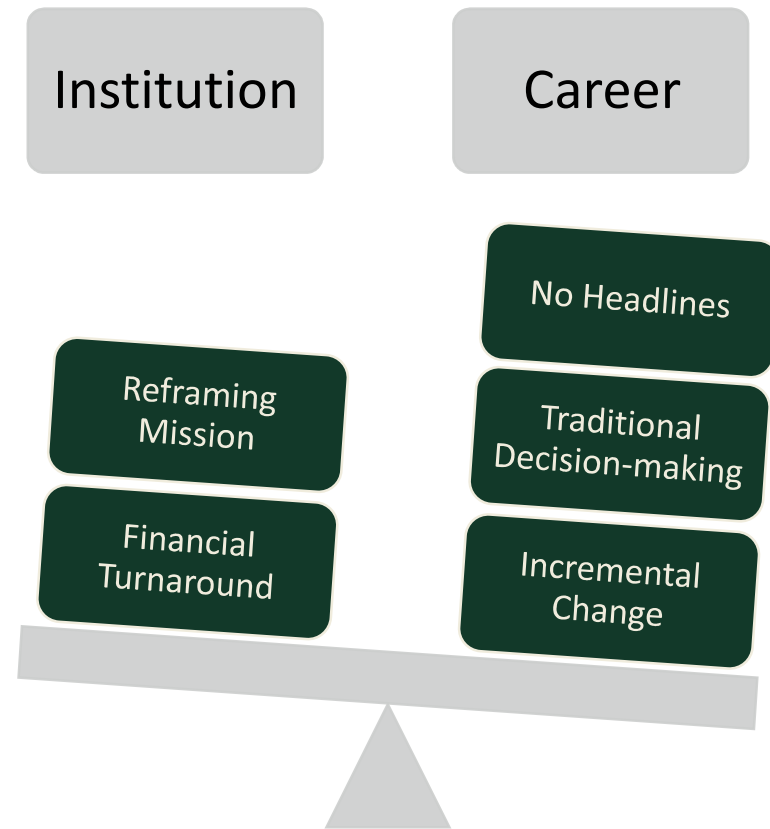 Institution
Career
No Headlines
Reframing
Mission
Traditional
Decision-making
Financial
Turnaround
Incremental
Change